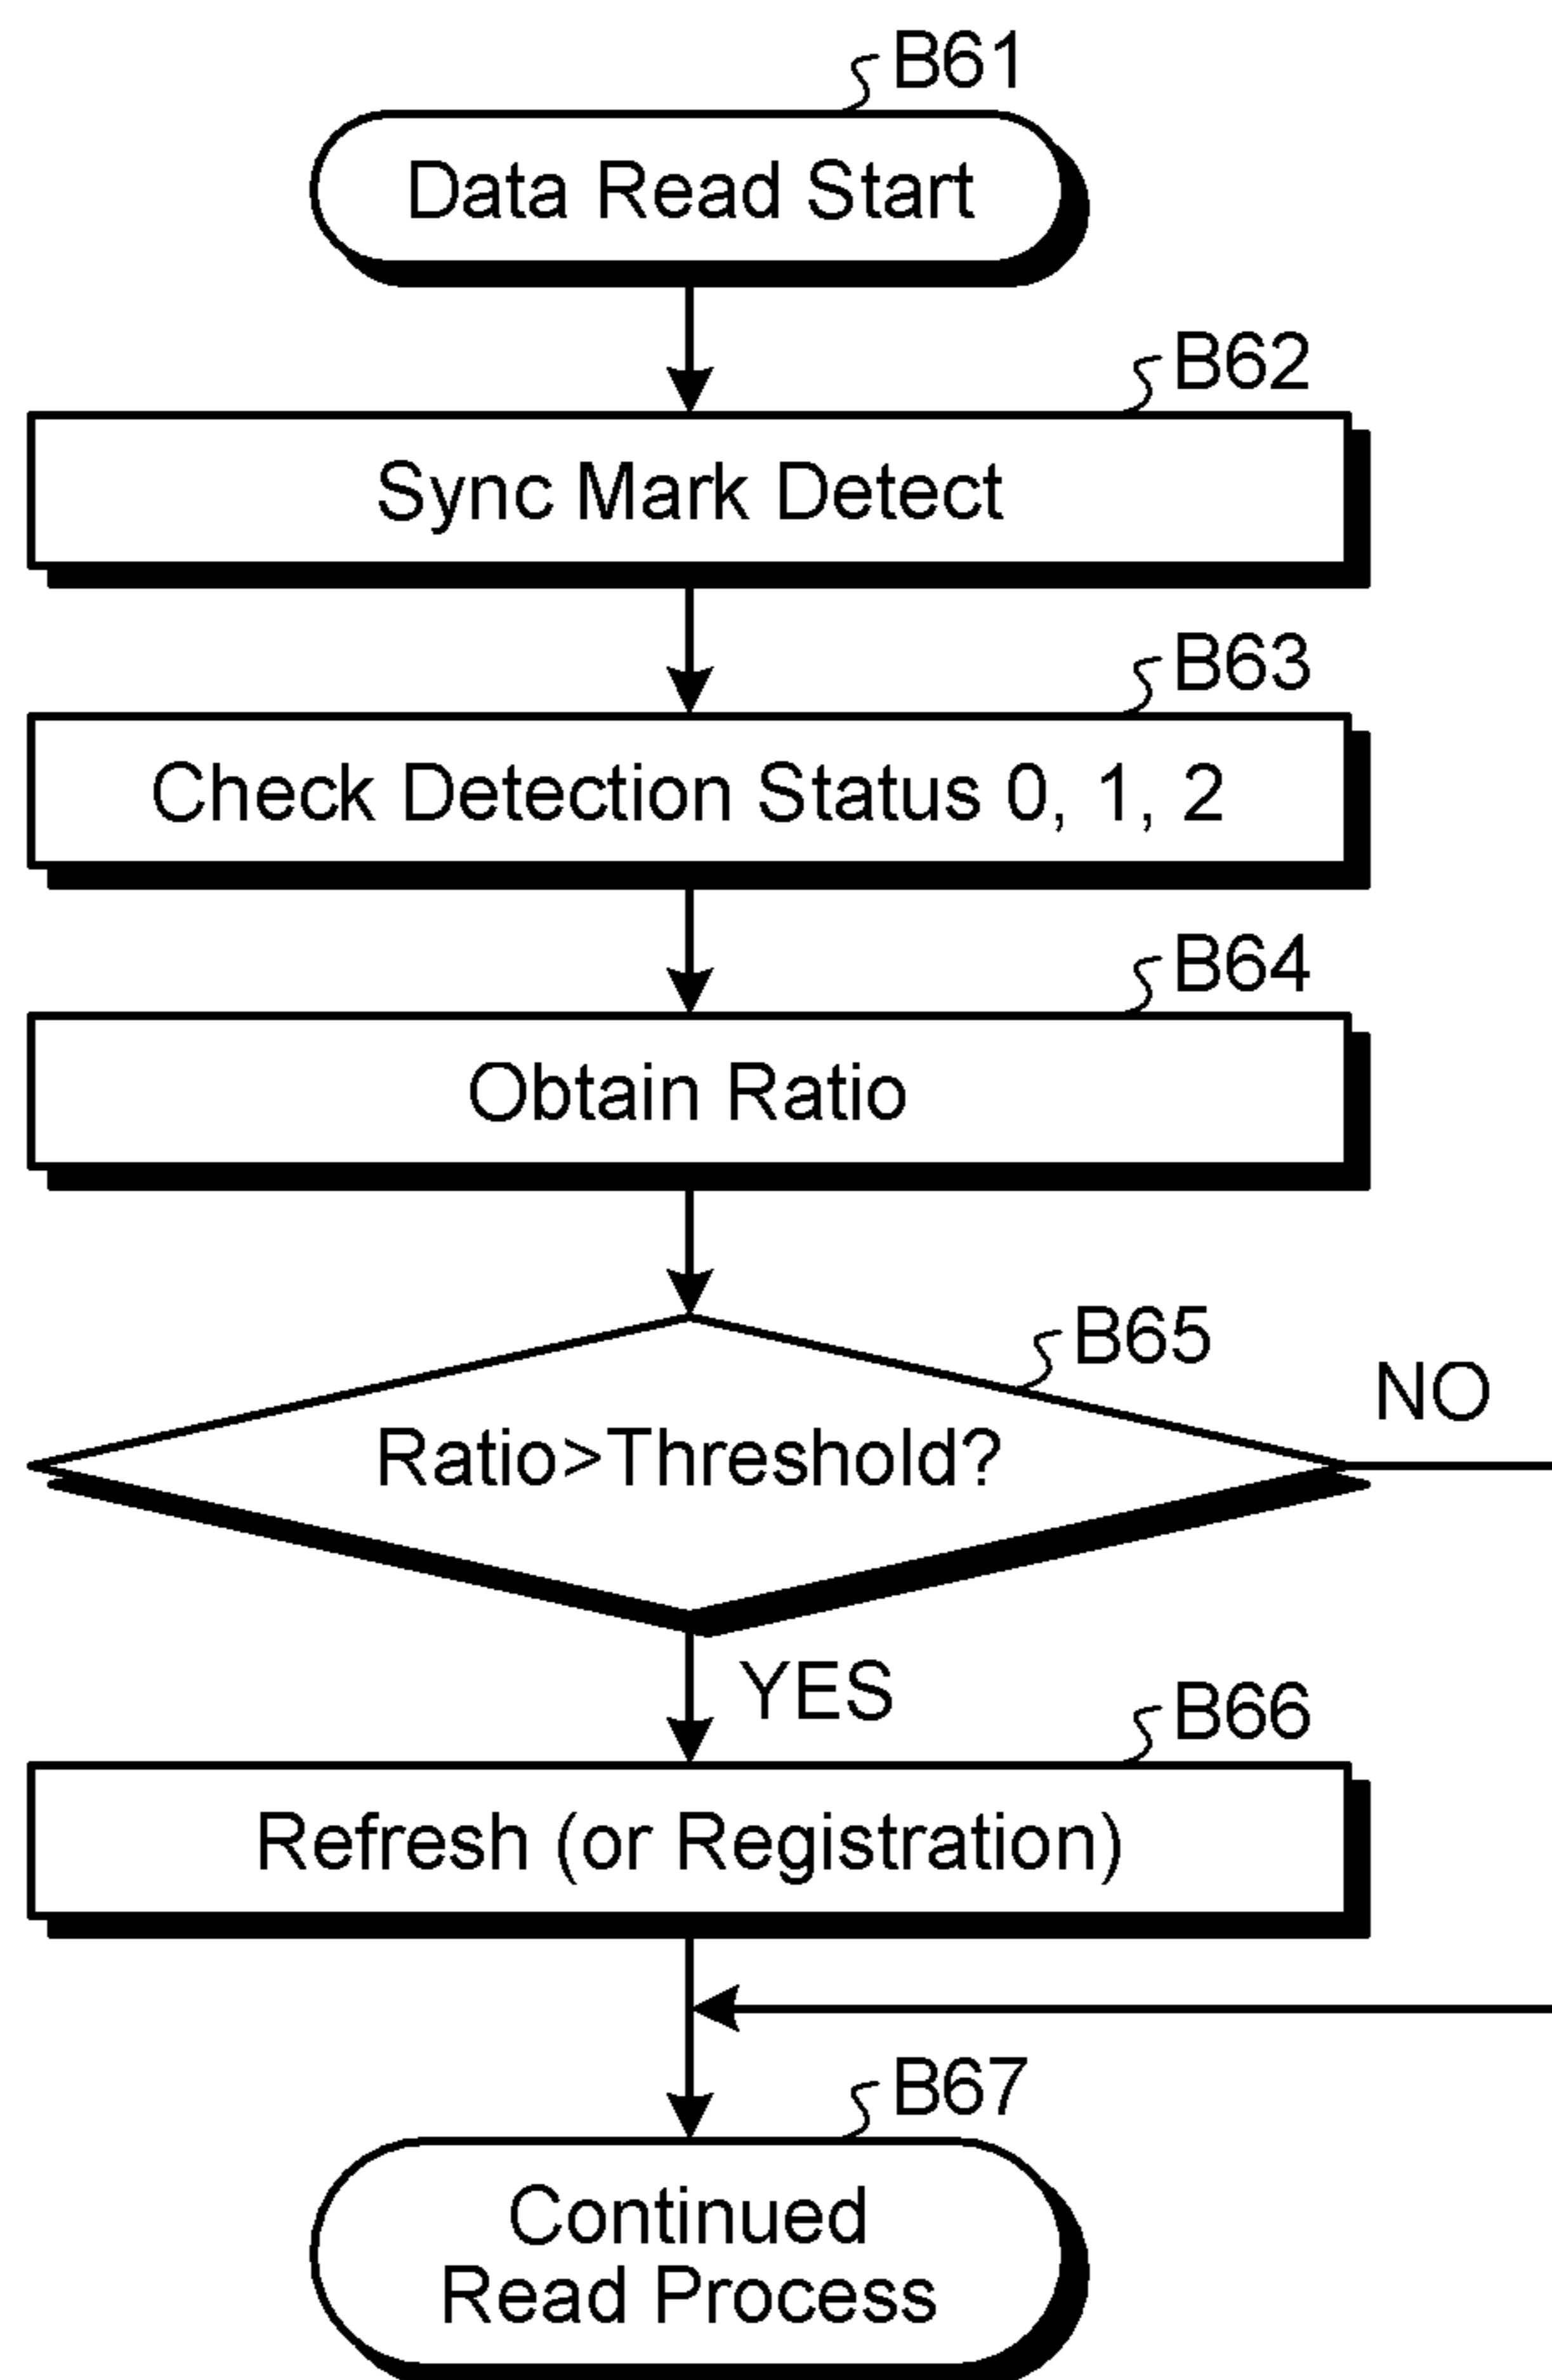 B61
Data Read Start
B62
Sync Mark Detect
B63
Check Detection Status 0, 1, 2
B64
Obtain Ratio
B65
NO
Ratio>Threshold?
YES
B66
Refresh (or Registration)
B67
Continued
Read Process